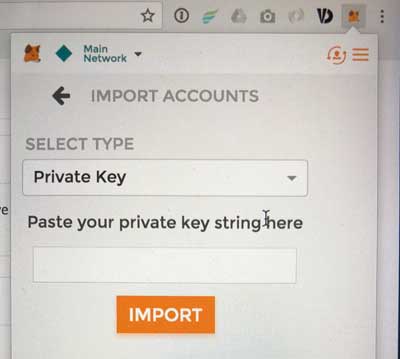 Main
Network
IMPORT ACCOUNTS
SELECT TYPE
Private Key
Paste your private key string here
IMPORT